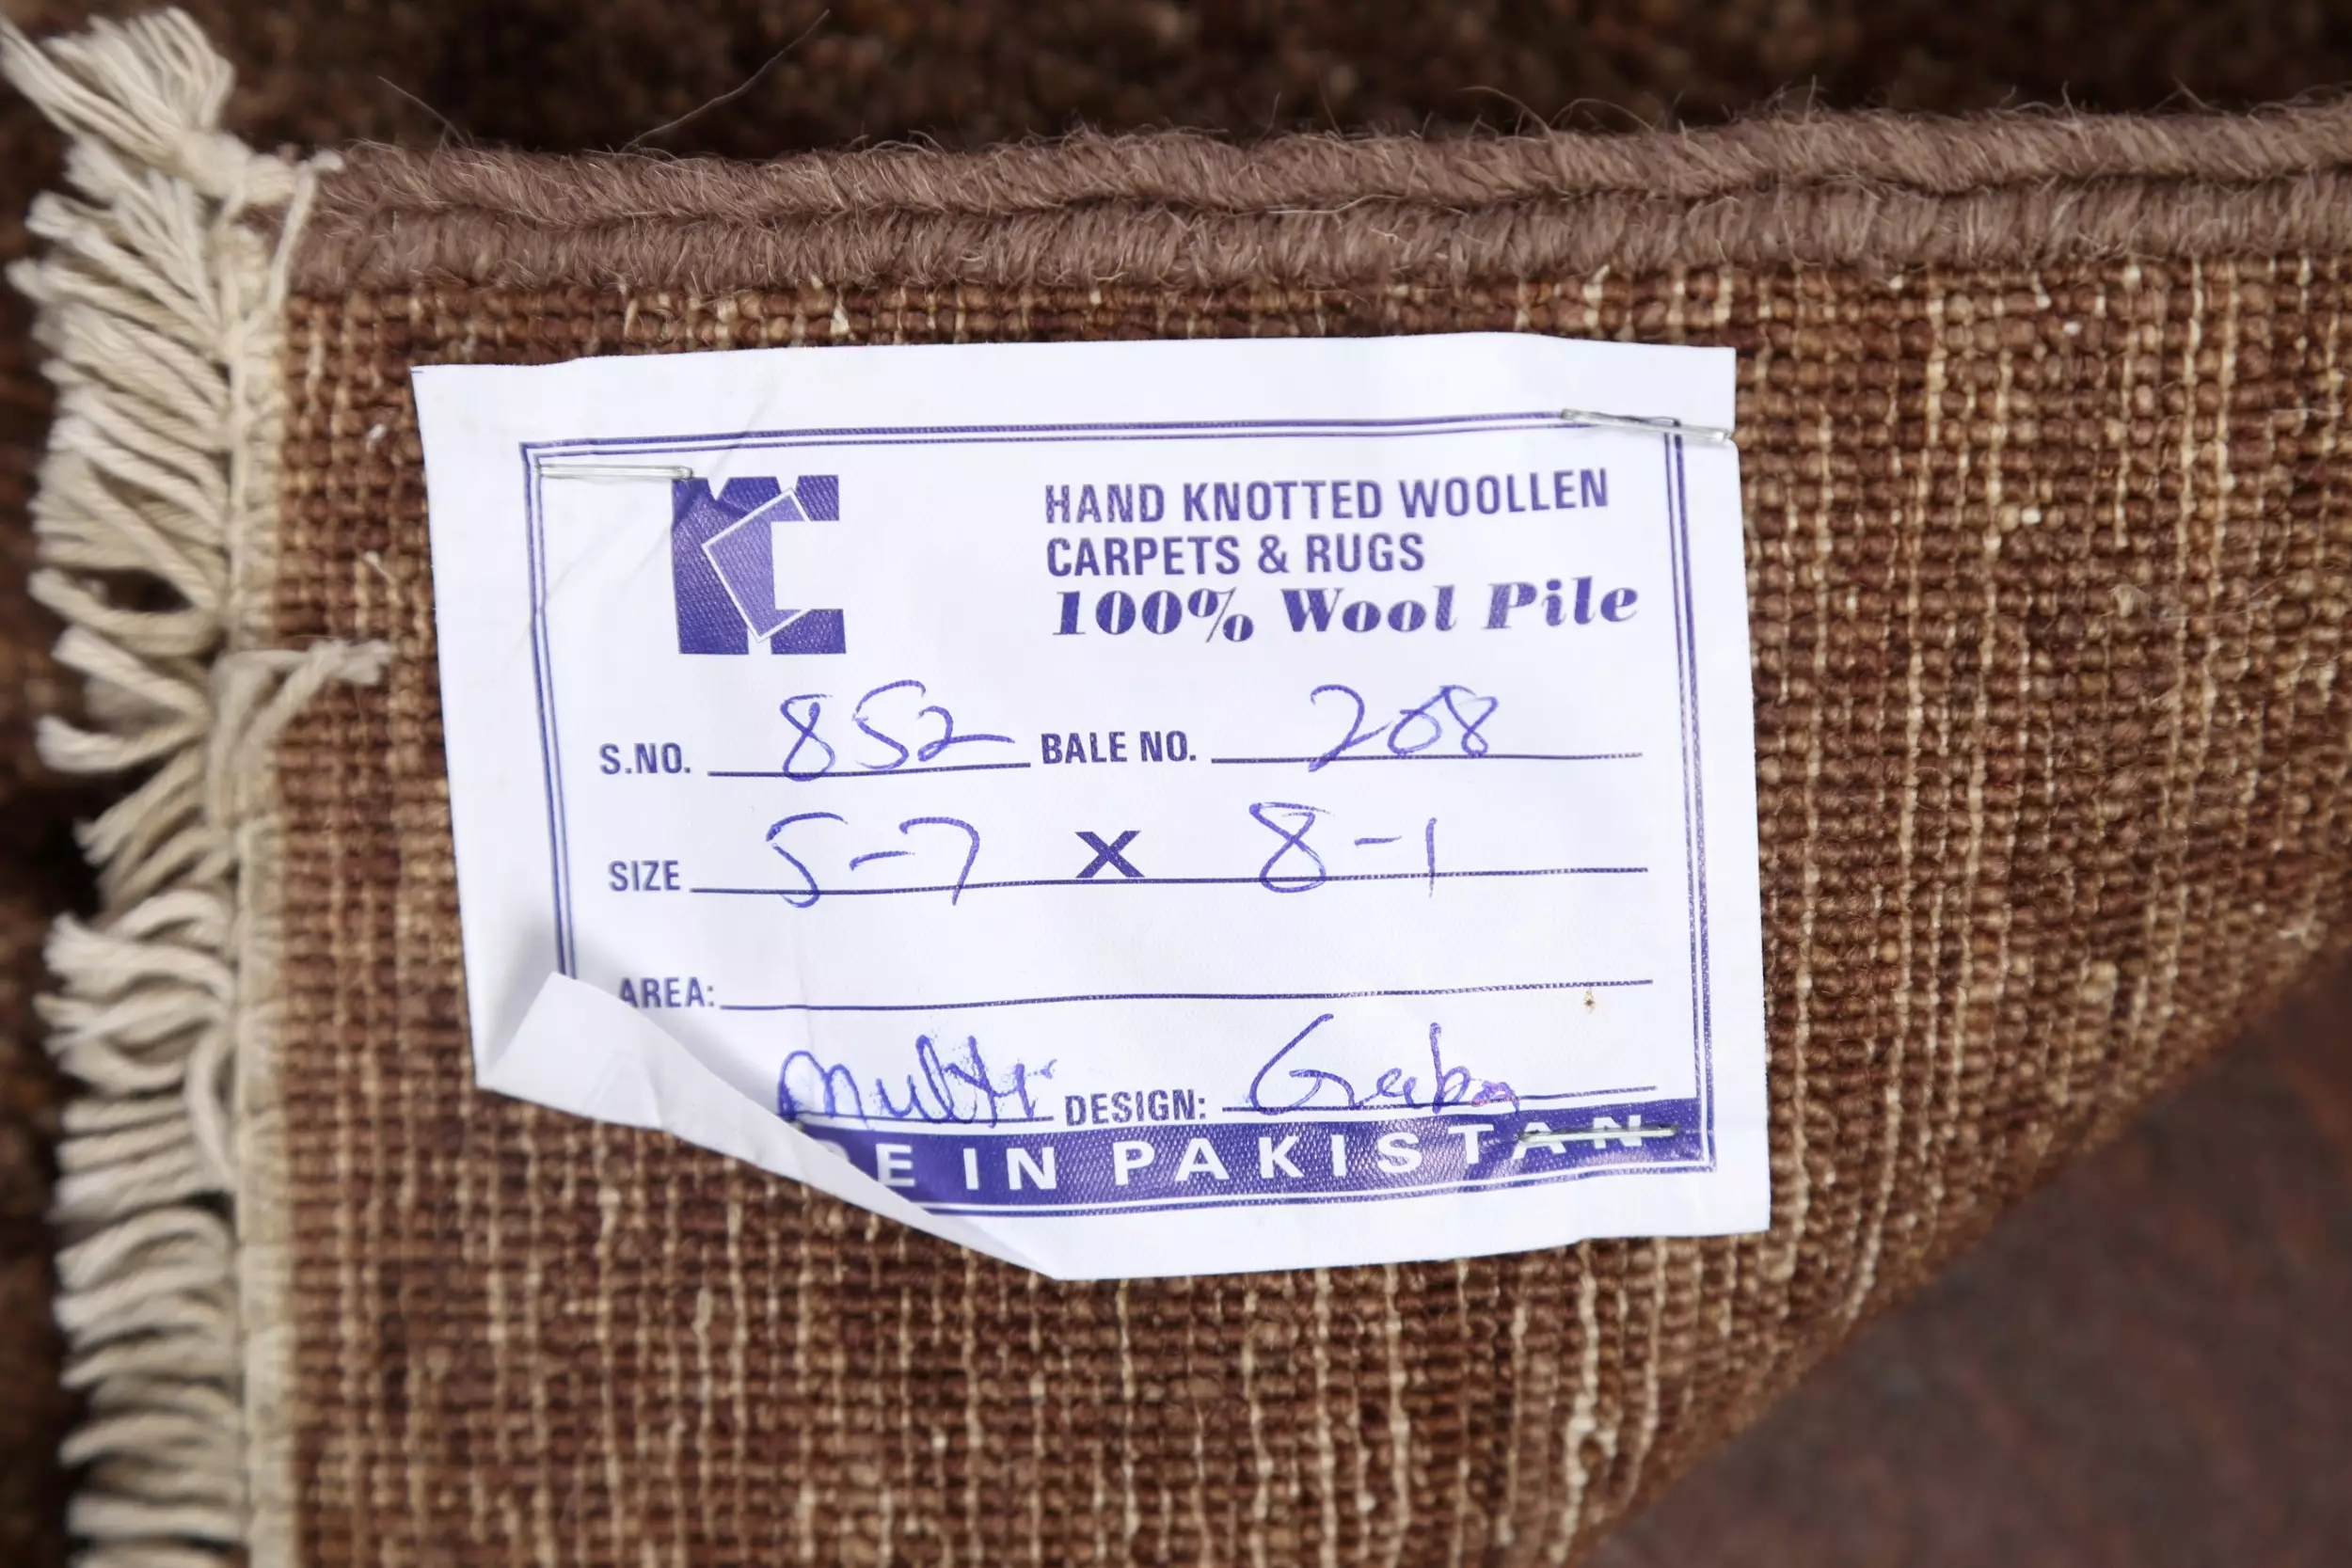 HAND KNOTTED WOOLLEN
CARPETS & RUGS
100% Wool Pile
S.NO. 852 BALE NO. 208
SIZE 5-7 X 8-1
AREA:
Multi DESIGN:
E IN PAKISTAN